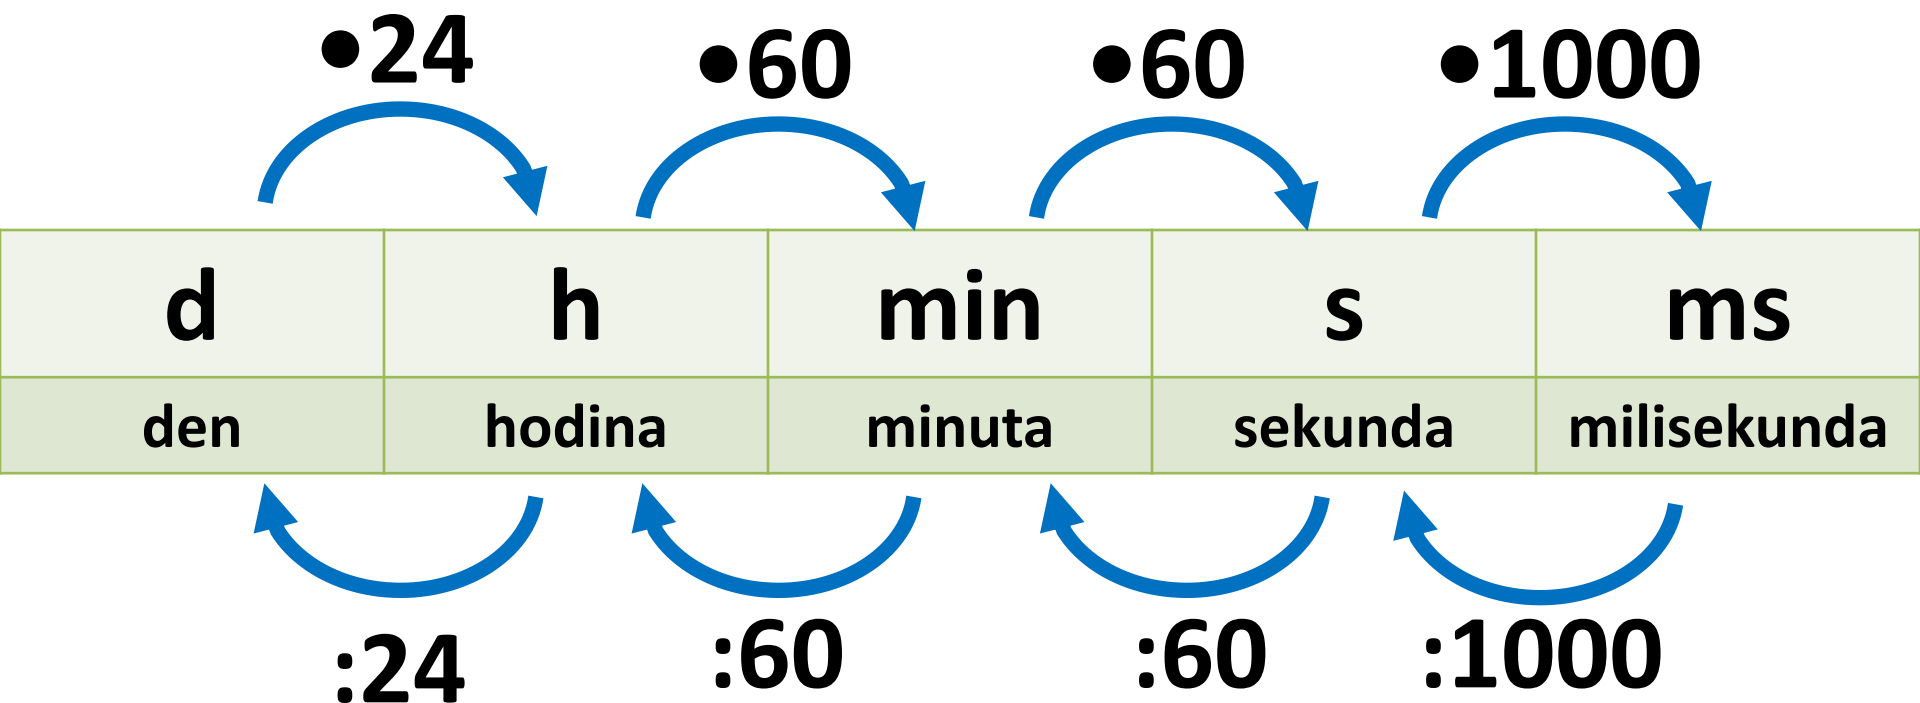 •24 •60 •60 •1000
d h min s ms
den hodina minuta sekunda milisekunda
:24 :60 :60 :1000